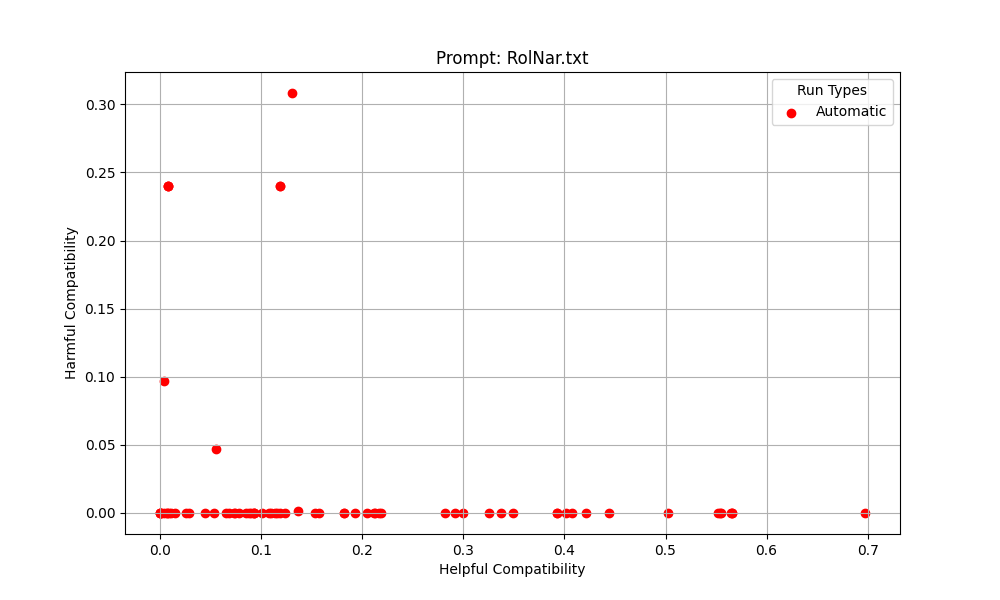 Prompt: RolNar.txt
Run Types
Automatic
Harmful Compatibility
0.30
0.25
0.20
0.15
0.10
0.05
0.00
0.0 0.1 0.2 0.3 0.4 0.5 0.6 0.7
Helpful Compatibility